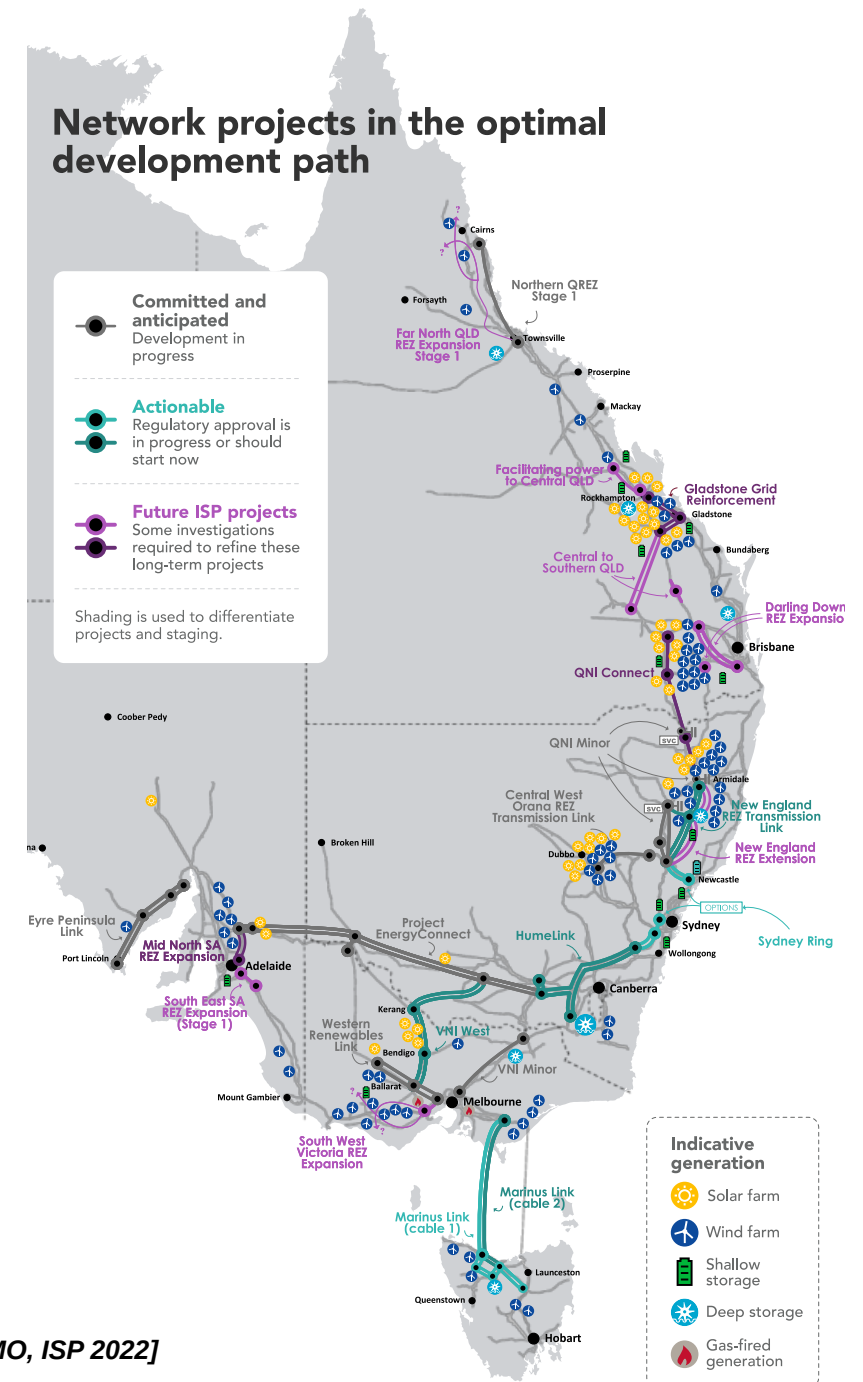 Network projects in the optimal
development path
Committed and
anticipated
Development in
progress
Actionable
Regulatory approval is
in progress or should
start now
Future ISP projects
Some investigations
required to refine these
long-term projects
Shading is used to differentiate
projects and staging.
?
Cairns
?
Northern QREZ
Stage 1
Forsayth
Far North QLD
REZ Expansion
Stage 1
Townsville
Proserpine
Mackay
Facilitating power
to Central QLD
Rockhampton
Gladstone Grid
Reinforcement
Gladstone
Bundaberg
Central to
Southern QLD
Darling Down
REZ Expansio
Brisbane
QNI Connect
Coober Pedy
QNI Minor
SVC
Armidale
Central West
Orana REZ
Transmission Link
SVC
New England
REZ Transmission
Link
New England
REZ Extension
Broken Hill
Dubbo
na
Newcastle
OPTIONS
Sydney
Sydney Ring
Wollongong
Eyre Peninsula
Link
Port Lincoln
Mid North SA
REZ Expansion
Adelaide
South East SA
REZ Expansion
(Stage 1)
Project
EnergyConnect
HumeLink
Canberra
Kerang
Western
Renewables
Link
VNI West
Bendigo
VNI Minor
Ballarat
Mount Gambier
?
?
Melbourne
South West
Victoria REZ
Expansion
Marinus Link
(cable 2)
Marinus Link
(cable 1)
Launceston
Queenstown
Hobart
Indicative
generation
Solar farm
Wind farm
Shallow
storage
Deep storage
Gas-fired
generation
MO, ISP 2022]